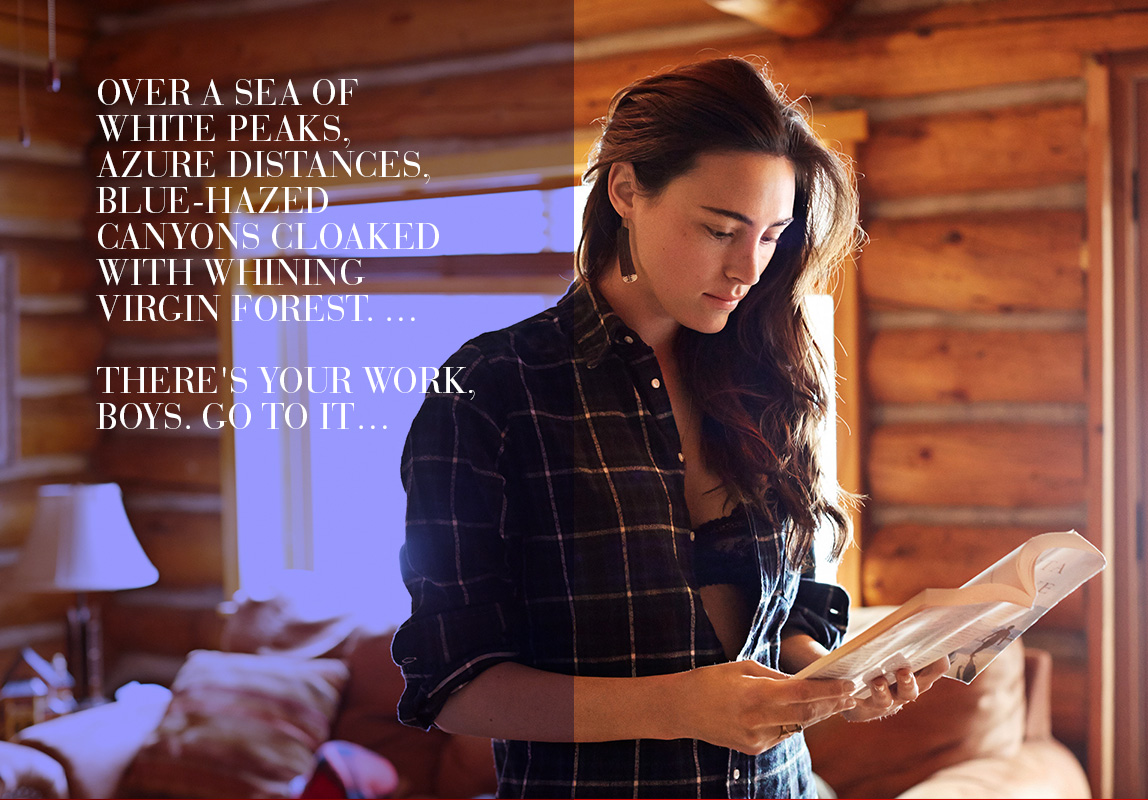 OVER A SEA OF
WHITE PEAKS,
AZURE DISTANCES,
BLUE-HAZED
CANYONS CLOAKED
WITH WHINING
VIRGIN FOREST. ...
THERE'S YOUR WORK,
BOYS. GO TO IT...